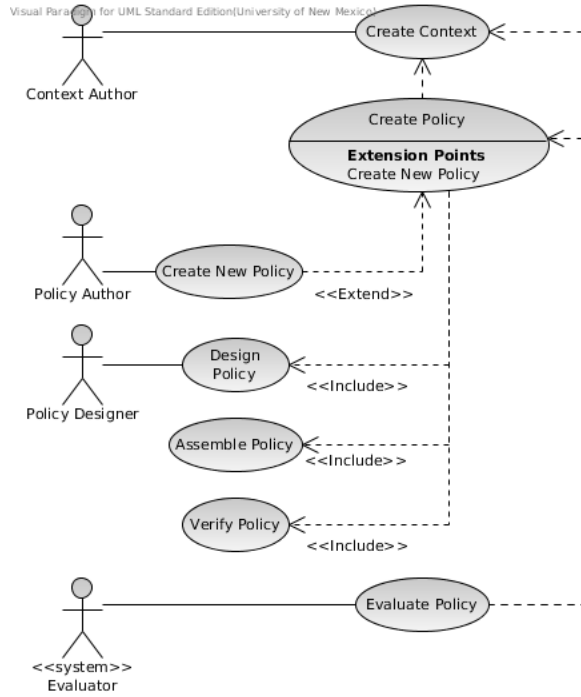 Visual Paradigm for UML Standard Edition(University of New Mexico)
Create Context
Context Author
Create Policy
Extension Points
Create New Policy
Create New Policy
Policy Author
<<Extend>>
Design
Policy
<<Include>>
Policy Designer
Assemble Policy
<<Include>>
Verify Policy
<<Include>>
Evaluate Policy
<<system>>
Evaluator